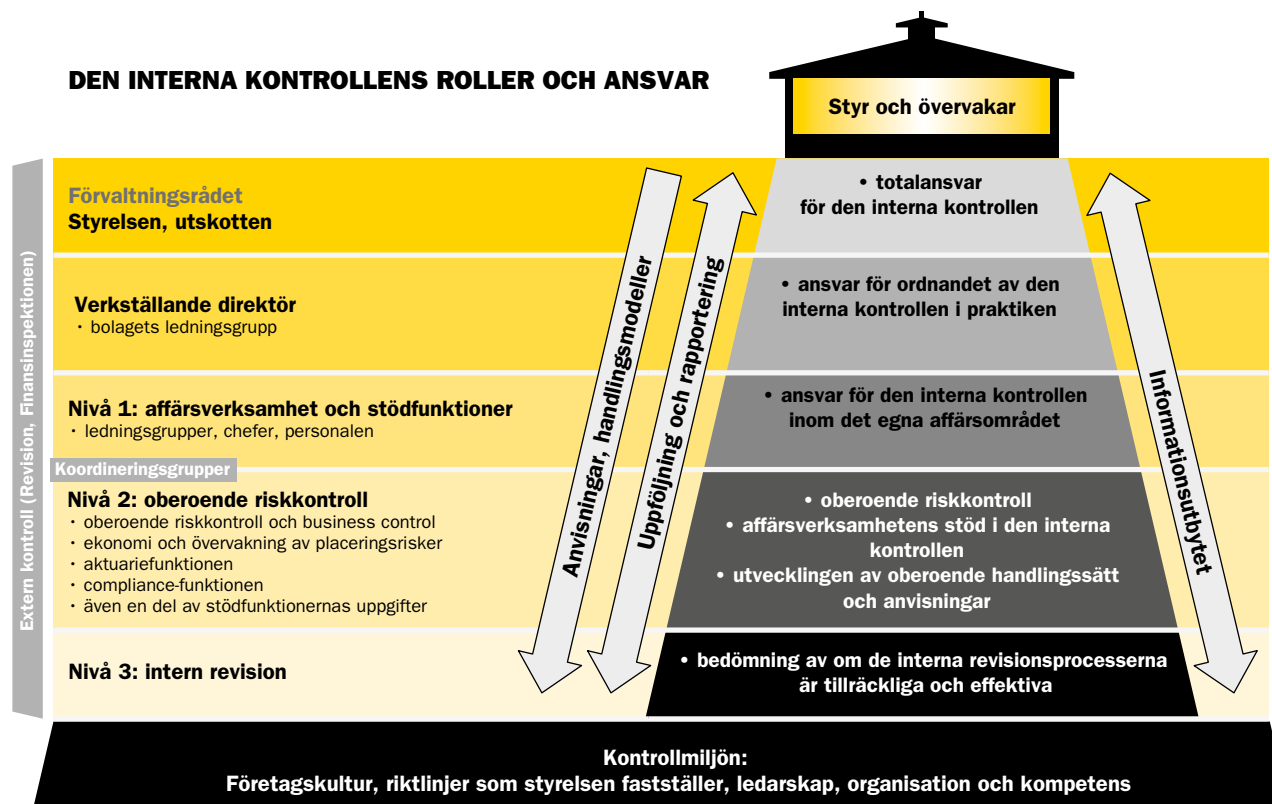 DEN INTERNA KONTROLLENS ROLLER OCH ANSVAR
Styr och övervakar
Extern kontroll (Revision, Finansinspektionen)
Förvaltningsrådet
Styrelsen, utskotten
• totalansvar
för den interna kontrollen
Verkställande direktör
• bolagets ledningsgrupp
• ansvar för ordnandet av den
interna kontrollen i praktiken
Nivå 1: affärsverksamhet och stödfunktioner
• ledningsgrupper, chefer, personalen
• ansvar för den interna kontrollen
inom det egna affärsområdet
Koordineringsgrupper
Nivå 2: oberoende riskkontroll
• oberoende riskkontroll och business control
• ekonomi och övervakning av placeringsrisker
• aktuariefunktionen
• compliance-funktionen
• även en del av stödfunktionernas uppgifter
• oberoende riskkontroll
• affärsverksamhetens stöd i den interna
kontrollen
• utvecklingen av oberoende handlingssätt
och anvisningar
Nivå 3: intern revision
• bedömning av om de interna revisionsprocesserna
är tillräckliga och effektiva
Anvisningar, handlingsmodeller
Uppföljning och rapportering
Informationsutbytet
Kontrollmiljön:
Företagskultur, riktlinjer som styrelsen fastställer, ledarskap, organisation och kompetens